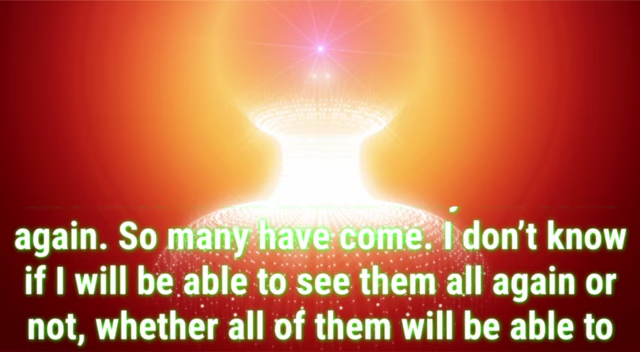 again. So many have come. I don’t know
if I will be able to see them all again or
not, whether all of them will be able to